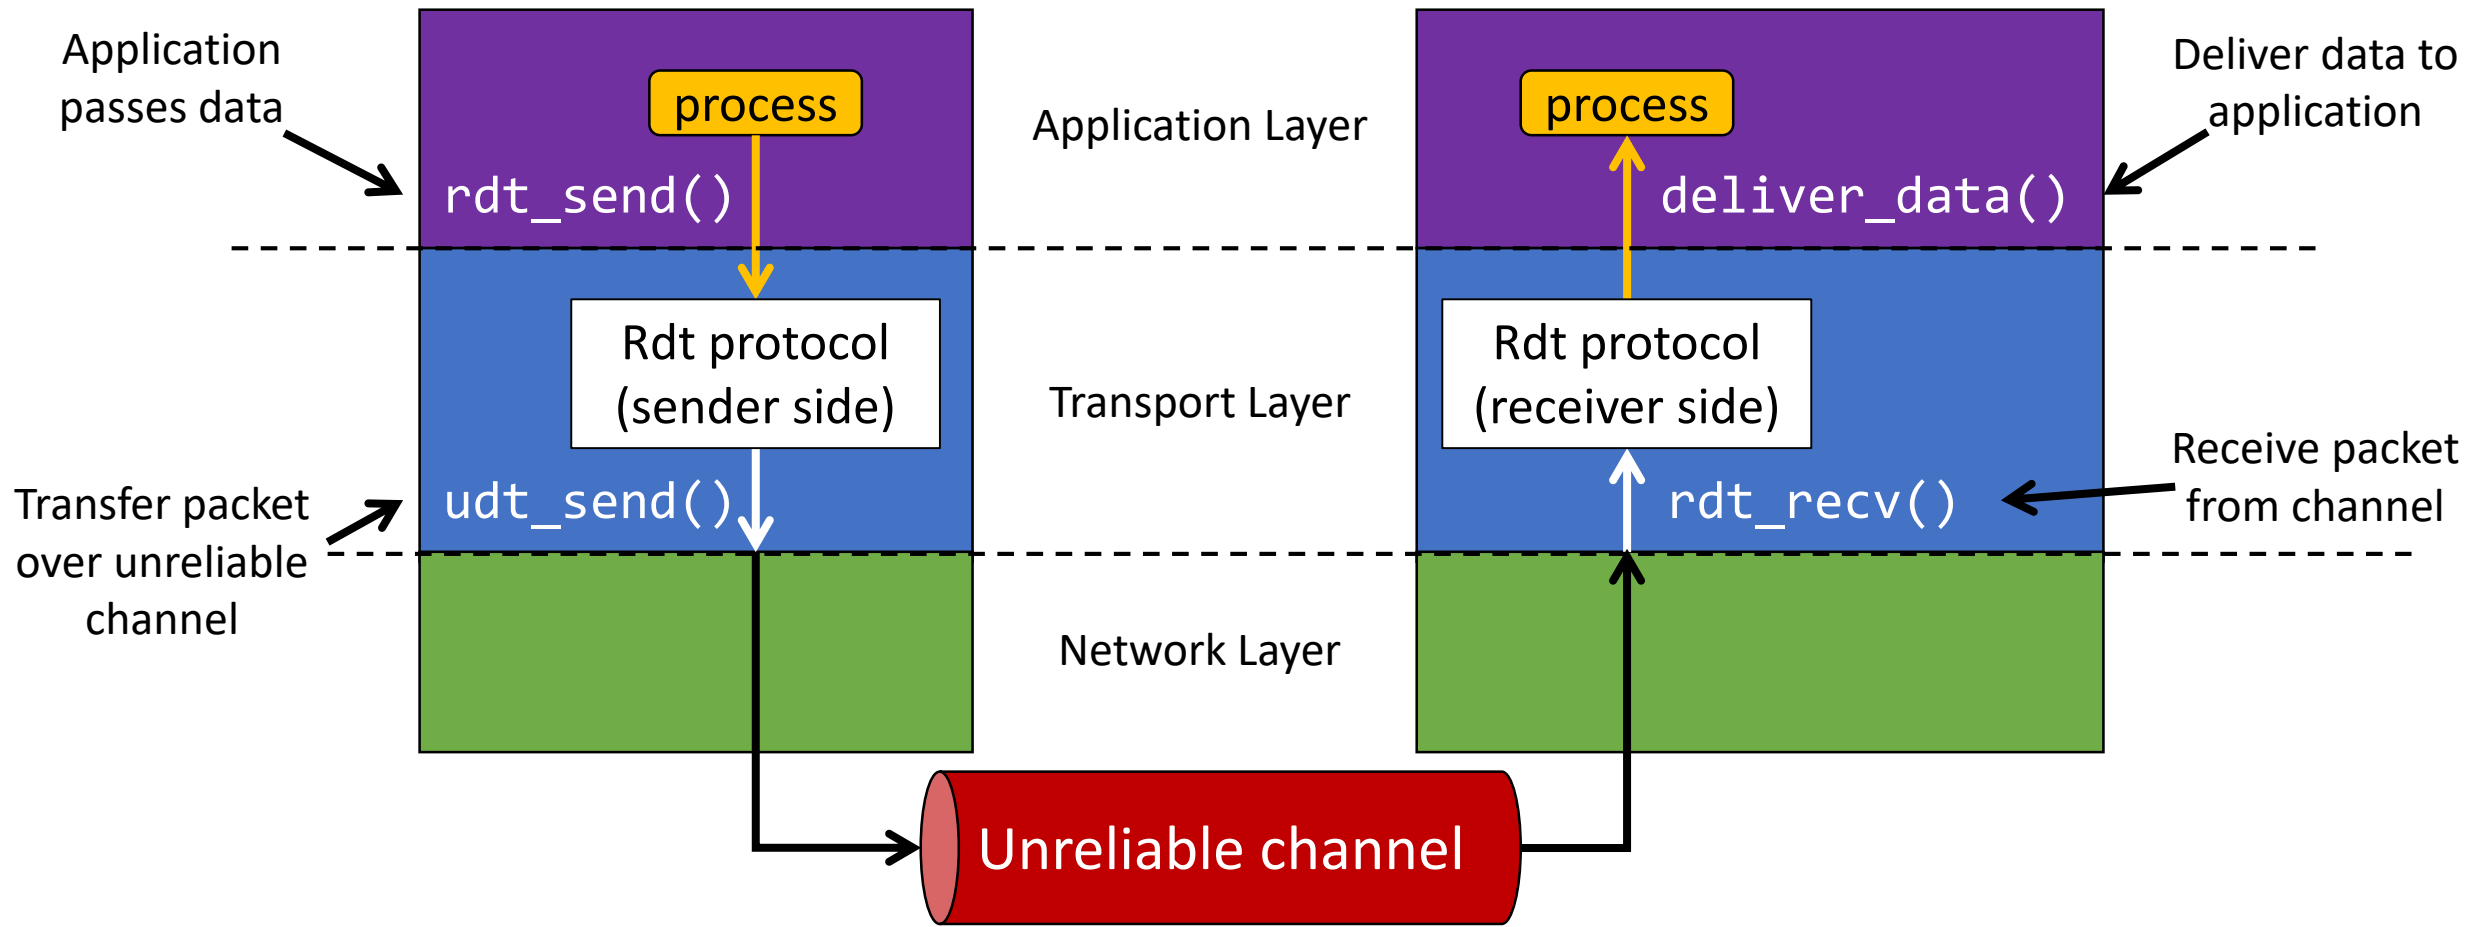 Application
passes data
process
rdt_send()
Application Layer
process
deliver_data()
Deliver data to
application
Rdt protocol
(sender side)
Transport Layer
Rdt protocol
(receiver side)
Transfer packet
over unreliable
channel
udt_send()
rdt_recv()
Receive packet
from channel
Network Layer
Unreliable channel